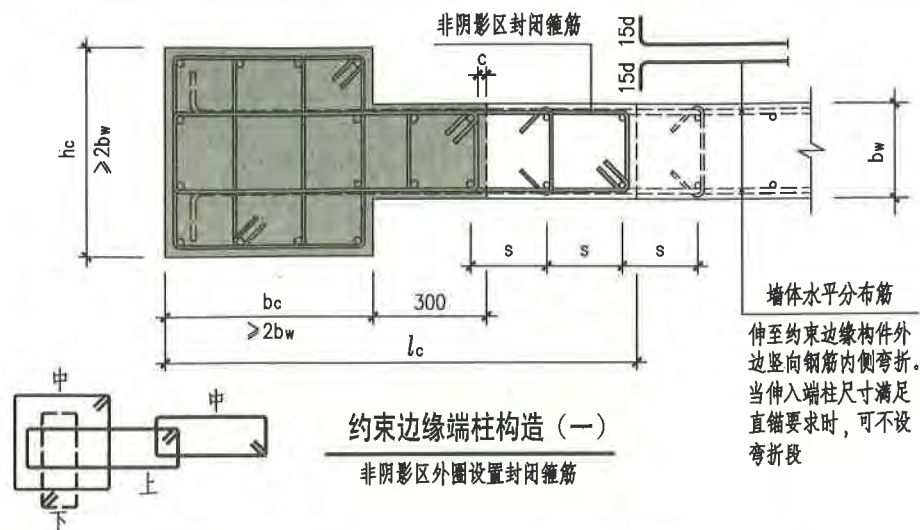 非阴影区封闭箍筋
15d
15d
c
hc
≥2bw
bw
s
s
s
bc
≥2bw
300
lc
墙体水平分布筋
伸至约束边缘构件外
边竖向钢筋内侧弯折。
当伸入端柱尺寸满足
直锚要求时，可不设
弯折段
中
中
上
下
约束边缘端柱构造（一）
非阴影区外圈设置封闭箍筋